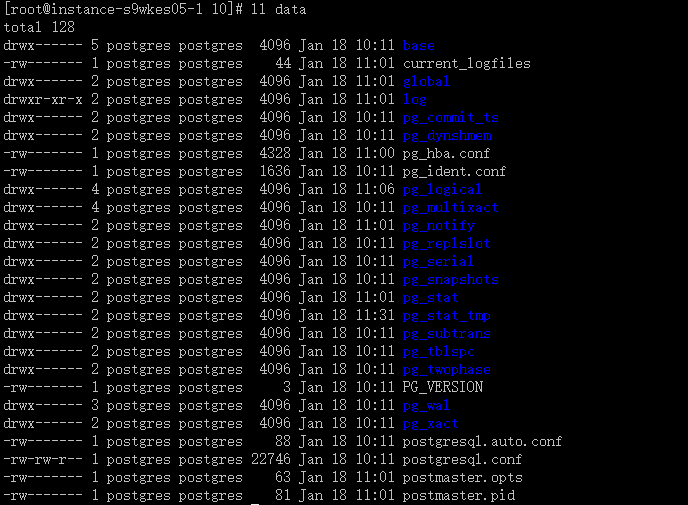 [root@instance-s9wkes05-1 10]# ll data
total 128
drwx------ 5 postgres postgres  4096 Jan 18 10:11 base
-rw------- 1 postgres postgres    44 Jan 18 11:01 current_logfiles
drwx------ 2 postgres postgres  4096 Jan 18 11:01 global
drwxr-xr-x 2 postgres postgres  4096 Jan 18 11:01 log
drwx------ 2 postgres postgres  4096 Jan 18 10:11 pg_commit_ts
drwx------ 2 postgres postgres  4096 Jan 18 10:11 pg_dynshmem
-rw------- 1 postgres postgres  4328 Jan 18 11:00 pg_hba.conf
-rw------- 1 postgres postgres  1636 Jan 18 10:11 pg_ident.conf
drwx------ 4 postgres postgres  4096 Jan 18 11:06 pg_logical
drwx------ 4 postgres postgres  4096 Jan 18 10:11 pg_multixact
drwx------ 2 postgres postgres  4096 Jan 18 11:01 pg_notify
drwx------ 2 postgres postgres  4096 Jan 18 10:11 pg_replslot
drwx------ 2 postgres postgres  4096 Jan 18 10:11 pg_serial
drwx------ 2 postgres postgres  4096 Jan 18 10:11 pg_snapshots
drwx------ 2 postgres postgres  4096 Jan 18 11:01 pg_stat
drwx------ 2 postgres postgres  4096 Jan 18 11:31 pg_stat_tmp
drwx------ 2 postgres postgres  4096 Jan 18 10:11 pg_subtrans
drwx------ 2 postgres postgres  4096 Jan 18 10:11 pg_tblspc
drwx------ 2 postgres postgres  4096 Jan 18 10:11 pg_twophase
-rw------- 1 postgres postgres     3 Jan 18 10:11 PG_VERSION
drwx------ 3 postgres postgres  4096 Jan 18 10:11 pg_wal
drwx------ 2 postgres postgres  4096 Jan 18 10:11 pg_xact
-rw------- 1 postgres postgres    88 Jan 18 10:11 postgresql.auto.conf
-rw-rw-r-- 1 postgres postgres 22746 Jan 18 10:11 postgresql.conf
-rw------- 1 postgres postgres    63 Jan 18 11:01 postmaster.opts
-rw------- 1 postgres postgres    81 Jan 18 11:01 postmaster.pid